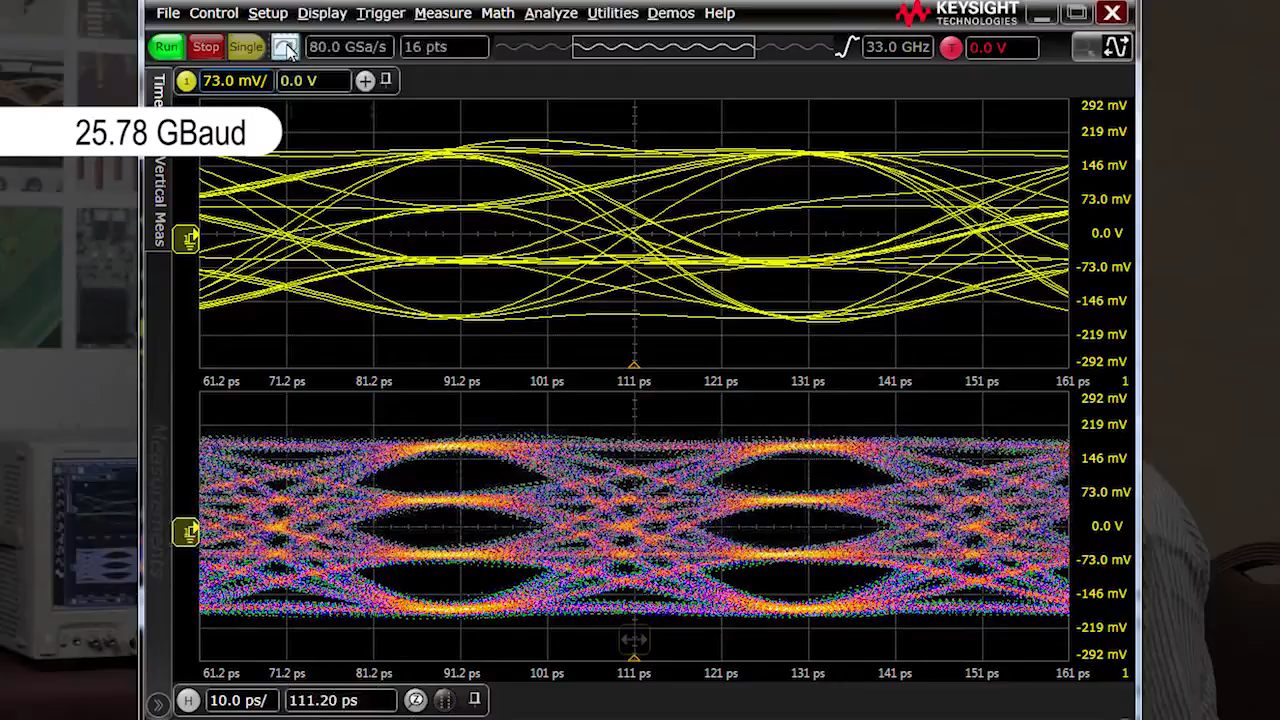 File Control Setup Display Trigger Measure Math Analyze Utilities Demos Help
KEYSIGHT
TECHNOLOGIES
Run Stop Single 80.0 GSa/s 16 pts 33.0 GHz T 0.0 V
1 73.0 mV/ 0.0 V
Time
25.78 GBaud
Vertical Meas
292 mV
219 mV
146 mV
73.0 mV
0.0 V
-73.0 mV
-146 mV
-219 mV
-292 mV
61.2 ps 71.2 ps 81.2 ps 91.2 ps 101 ps 111 ps 121 ps 131 ps 141 ps 151 ps 161 ps 1
292 mV
219 mV
146 mV
73.0 mV
0.0 V
-73.0 mV
-146 mV
-219 mV
-292 mV
Measurements
61.2 ps 71.2 ps 81.2 ps 91.2 ps 101 ps 111 ps 121 ps 131 ps 141 ps 151 ps 161 ps 1
H 10.0 ps/ 111.20 ps Z